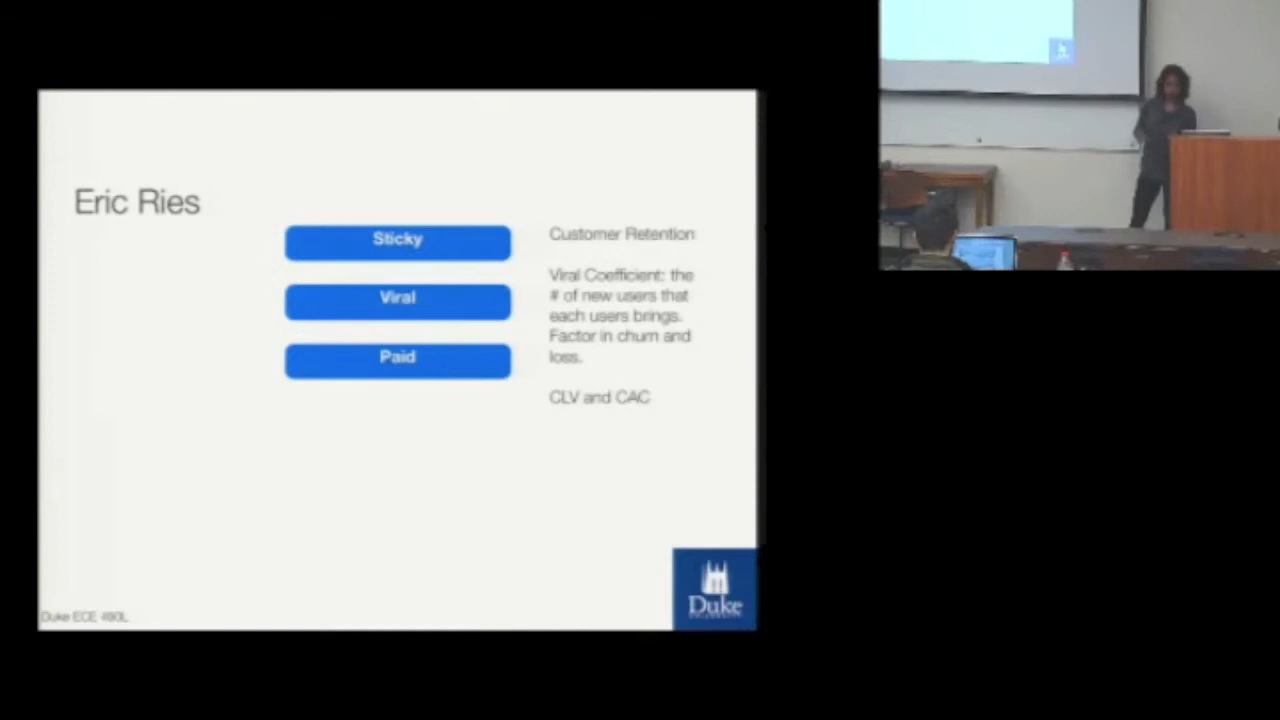 Eric Ries
Sticky
Customer Retention
Viral
Viral Coefficient: the
# of new users that
each users brings.
Factor in churn and
loss.
Paid
CLV and CAC
Duke ECE 490L
Duke
UNIVERSITY